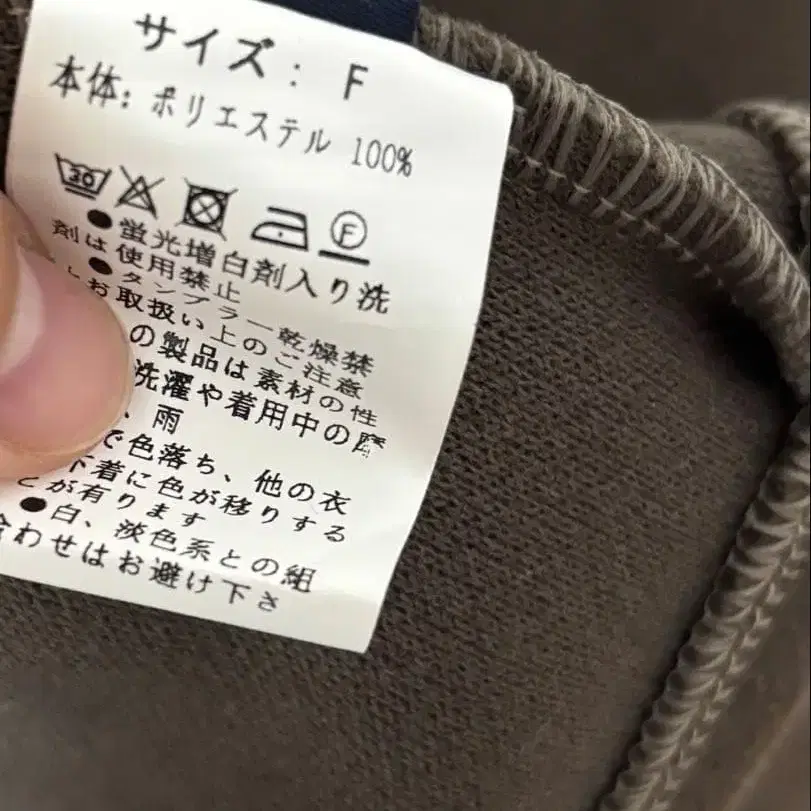 サイズ: F
本体: ポリエステル 100%
30 F
●蛍光増白剤入り洗
剤は使用禁止
●タンブラー乾燥禁
止お取扱い上のご注意
の製品は素材の性
洗濯や着用中の摩
、雨
で色落ち、他の衣
下着に色が移りする
とが有ります
●白、淡色系との組
合わせはお避け下さ